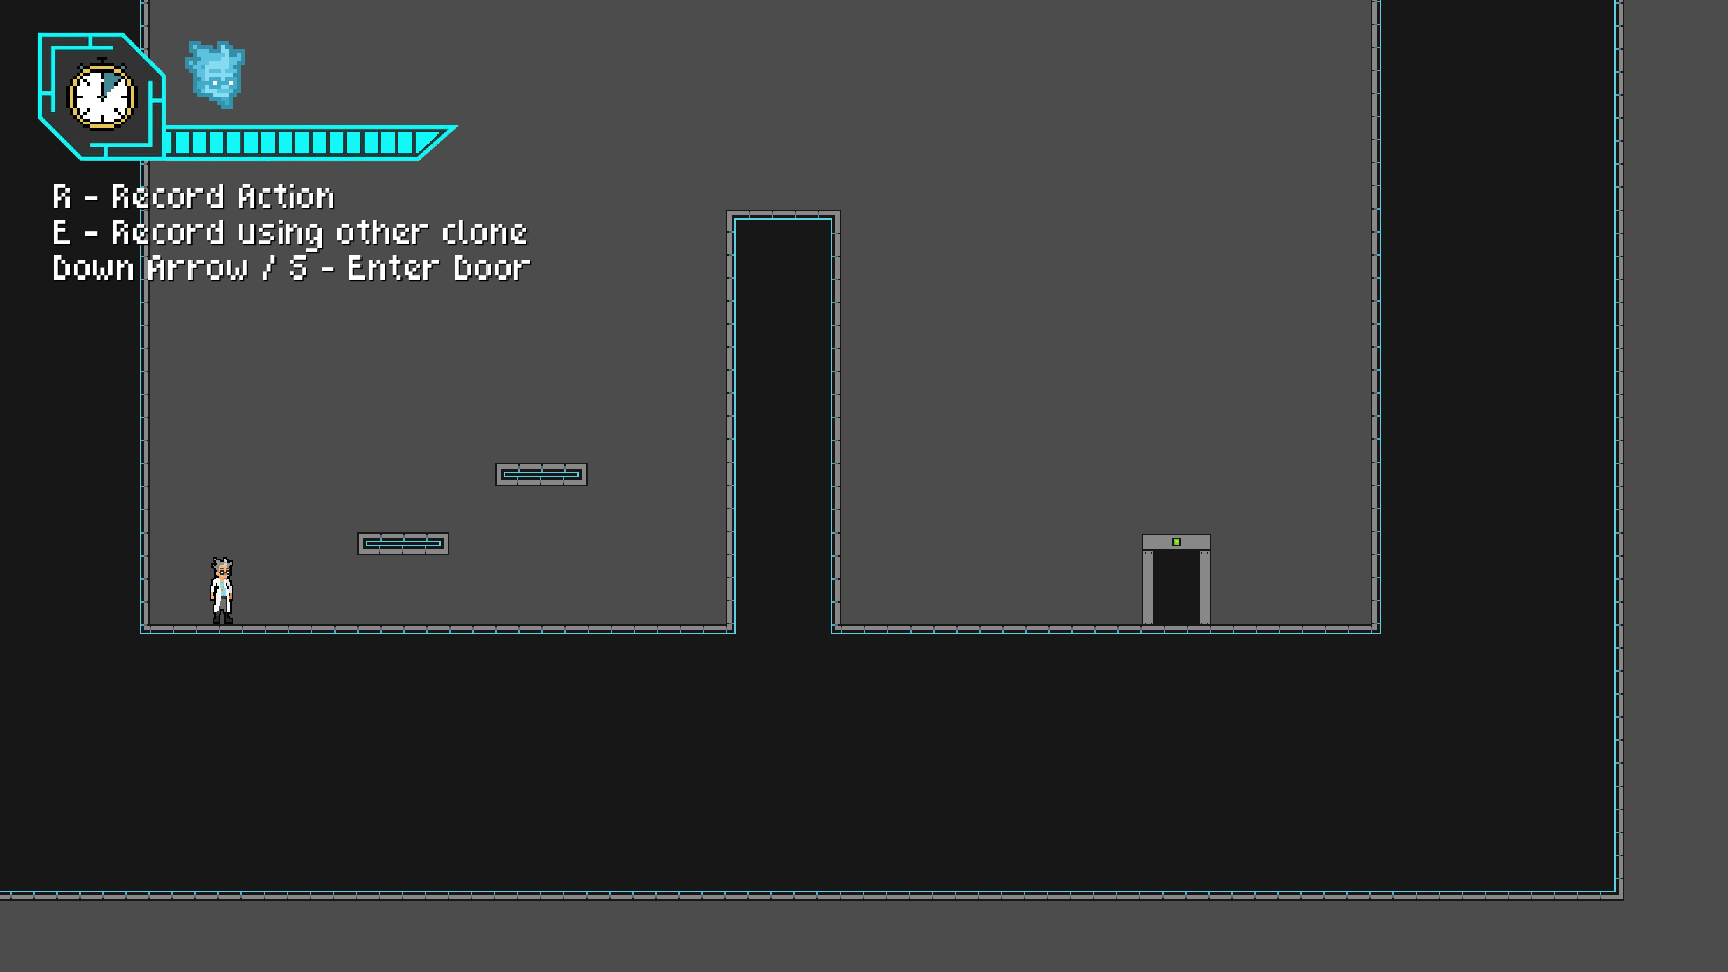 R - Record Action
E - Record using other clone
Down Arrow / S - Enter Door